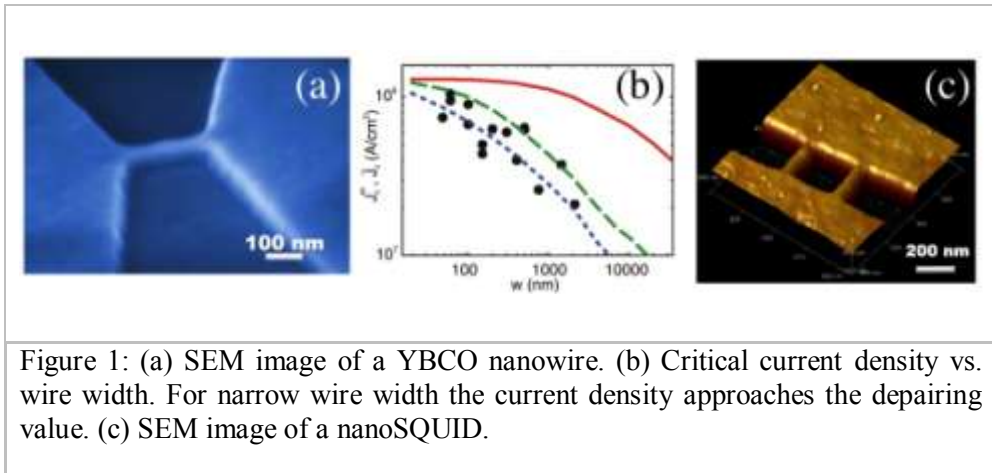 (a)
100 nm
(b)
10⁸
10⁷
100
1000
10000
w (nm)
(c)
200 nm
Figure 1: (a) SEM image of a YBCO nanowire. (b) Critical current density vs.
wire width. For narrow wire width the current density approaches the depairing
value. (c) SEM image of a nanoSQUID.